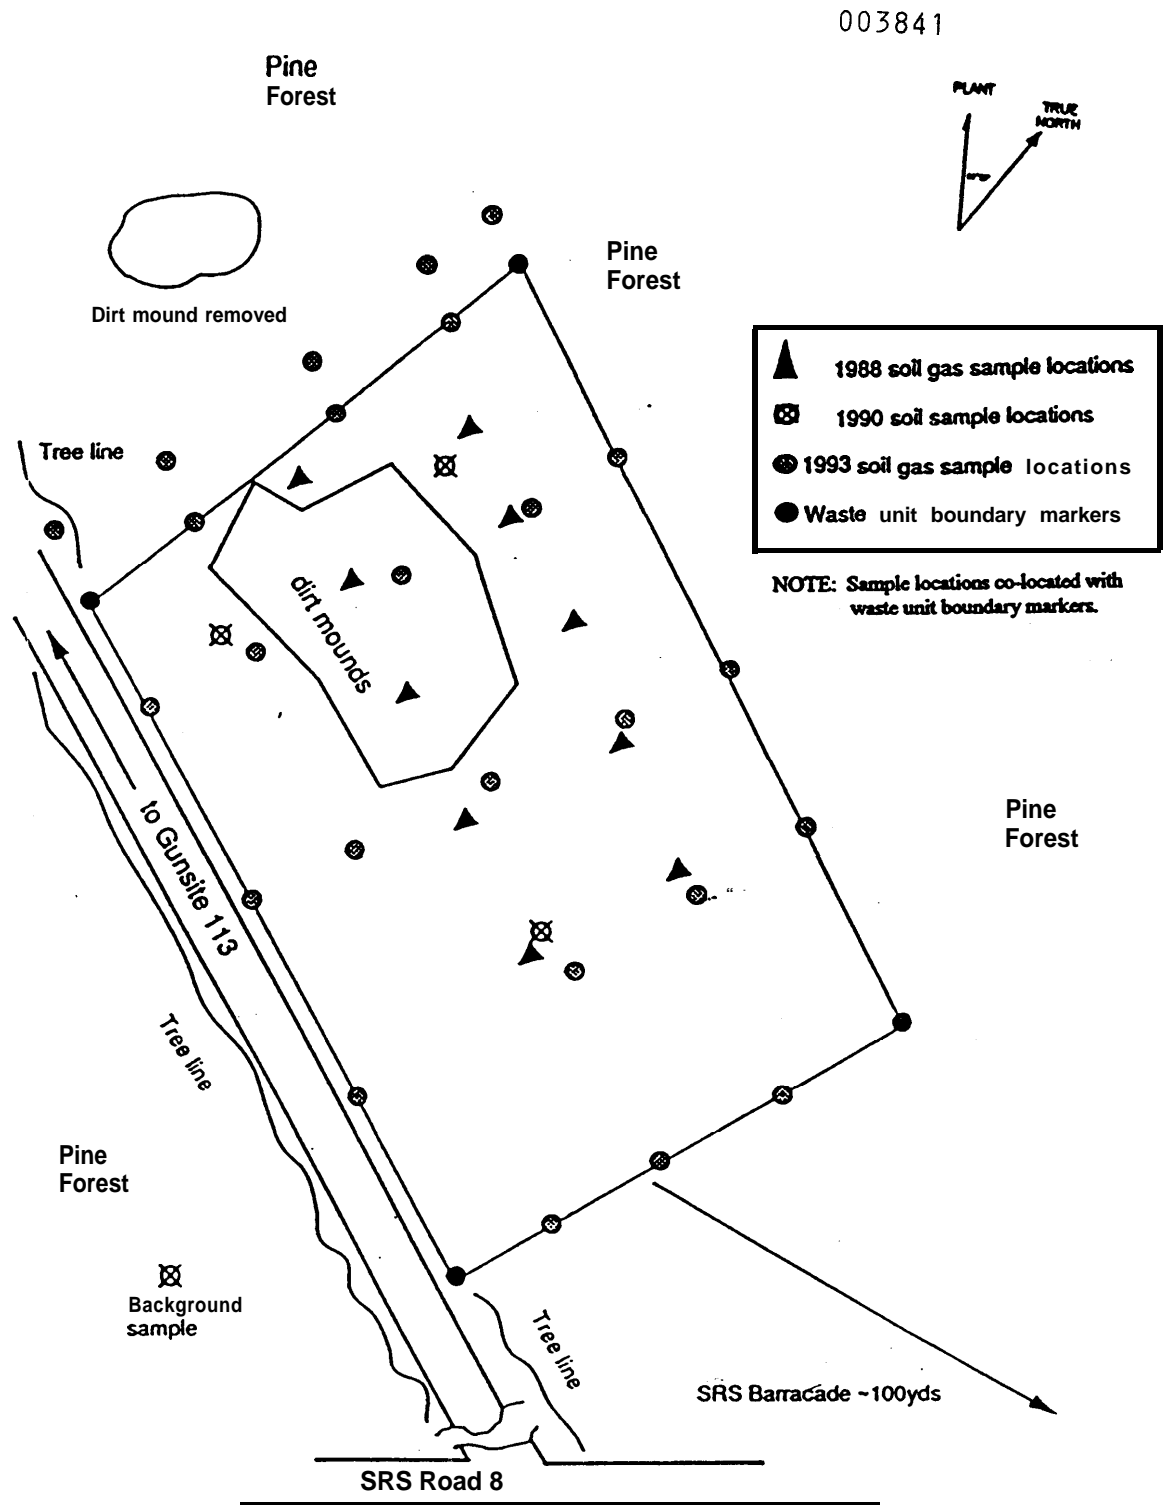 003841
Pine
Forest
PLANT
TRUE
NORTH
Pine
Forest
Dirt mound removed
1988 soil gas sample locations
1990 soil sample locations
1993 soil gas sample locations
Waste unit boundary markers
Tree line
NOTE: Sample locations co-located with
waste unit boundary markers.
dirt mounds
to Gunsite 113
Pine
Forest
Tree line
Pine
Forest
Background
sample
Tree line
SRS Barracade ~100yds
SRS Road 8